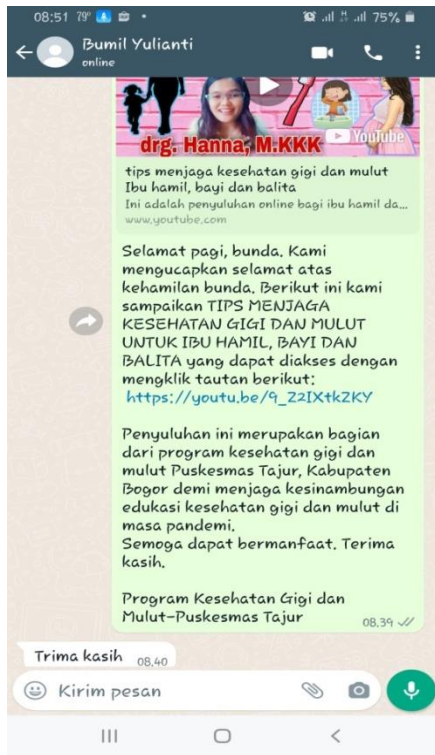 08:51 79°
75%
Bumil Yulianti
online
drg. Hanna, M.KKK
YouTube
tips menjaga kesehatan gigi dan mulut
Ibu hamil, bayi dan balita
Ini adalah penyuluhan online bagi ibu hamil da...
www.youtube.com
Selamat pagi, bunda. Kami
mengucapkan selamat atas
kehamilan bunda. Berikut ini kami
sampaikan TIPS MENJAGA
KESEHATAN GIGI DAN MULUT
UNTUK IBU HAMIL, BAYI DAN
BALITA yang dapat diakses dengan
mengklik tautan berikut:
https://youtu.be/9_Z2IXtkZKY
Penyuluhan ini merupakan bagian
dari program kesehatan gigi dan
mulut Puskesmas Tajur, Kabupaten
Bogor demi menjaga kesinambungan
edukasi kesehatan gigi dan mulut di
masa pandemi.
Semoga dapat bermanfaat. Terima
kasih.
Program Kesehatan Gigi dan
Mulut-Puskesmas Tajur
08.39
Trima kasih 08.40
Kirim pesan